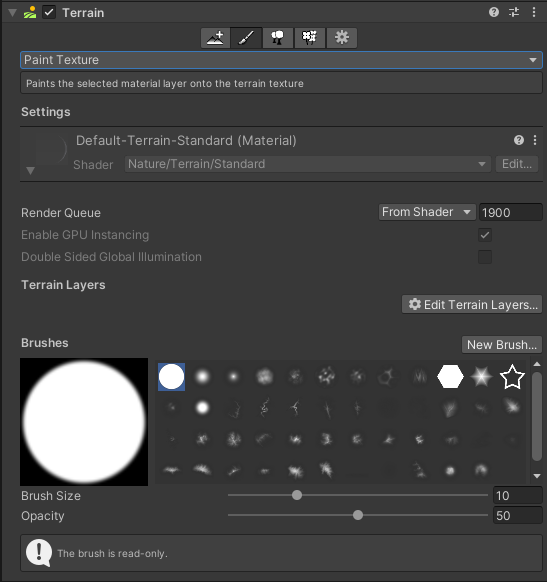 Terrain
Paint Texture
Paints the selected material layer onto the terrain texture
Settings
Default-Terrain-Standard (Material)
Shader Nature/Terrain/Standard Edit...
Render Queue From Shader 1900
Enable GPU Instancing
Double Sided Global Illumination
Terrain Layers
Edit Terrain Layers...
Brushes New Brush...
Brush Size 10
Opacity 50
The brush is read-only.